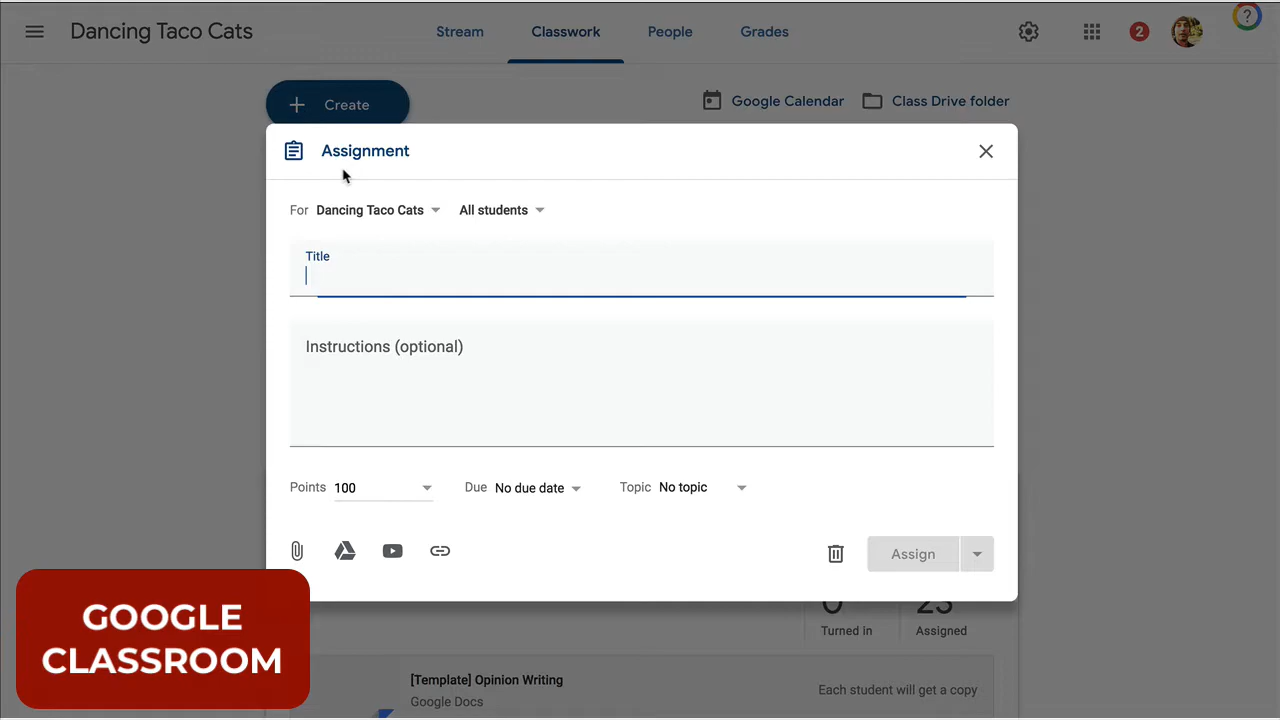 Dancing Taco Cats
Stream
Classwork
People
Grades
2
?
+ Create
Google Calendar
Class Drive folder
Assignment
For Dancing Taco Cats All students
Title
Instructions (optional)
Points 100 Due No due date Topic No topic
Assign
GOOGLE
CLASSROOM
Turned in
Assigned
[Template] Opinion Writing
Google Docs
Each student will get a copy